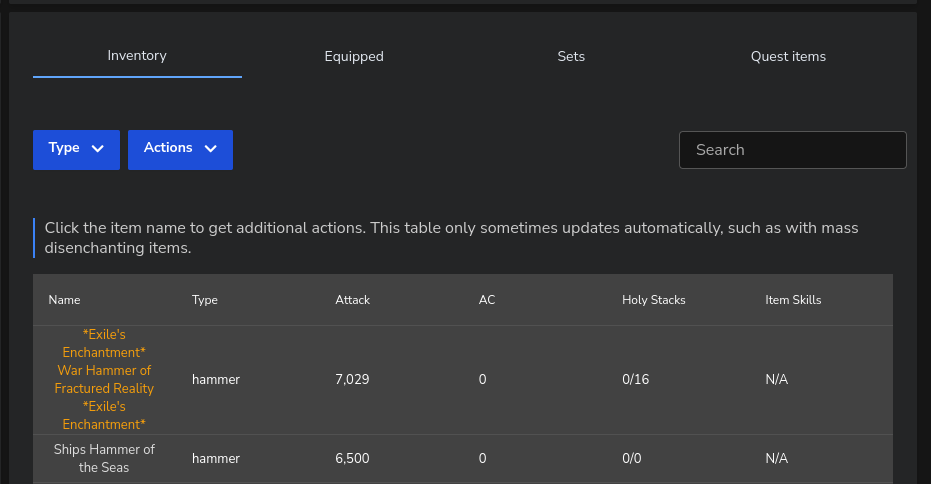 Inventory
Equipped
Sets
Quest items
Type
Actions
Search
Click the item name to get additional actions. This table only sometimes updates automatically, such as with mass
disenchanting items.
Name Type Attack AC Holy Stacks Item Skills
*Exile's
Enchantment*
War Hammer of
Fractured Reality
*Exile's
Enchantment*
hammer 7,029 0 0/16 N/A
Ships Hammer of
the Seas
hammer 6,500 0 0/0 N/A